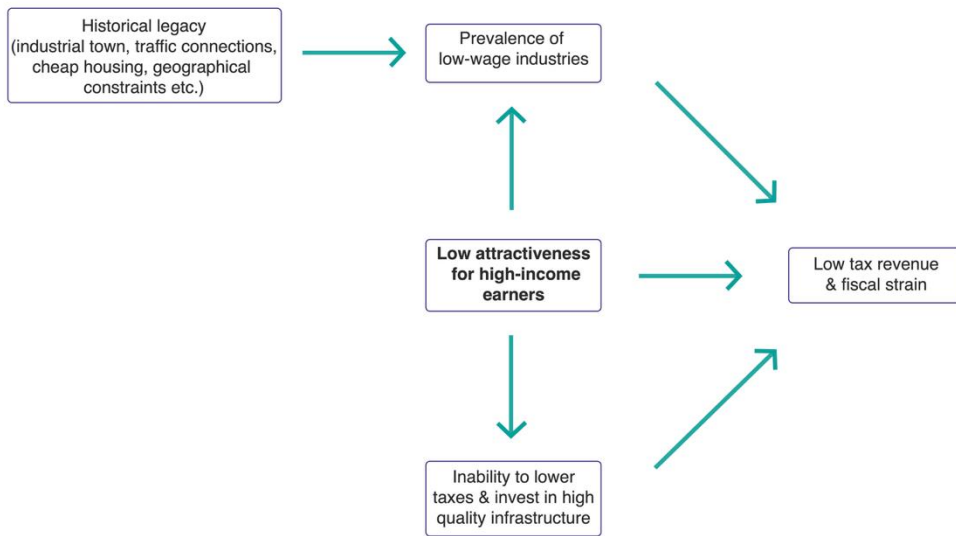 Historical legacy
(industrial town, traffic connections,
cheap housing, geographical
constraints etc.)
Prevalence of
low-wage industries
Low attractiveness
for high-income
earners
Low tax revenue
& fiscal strain
Inability to lower
taxes & invest in high
quality infrastructure